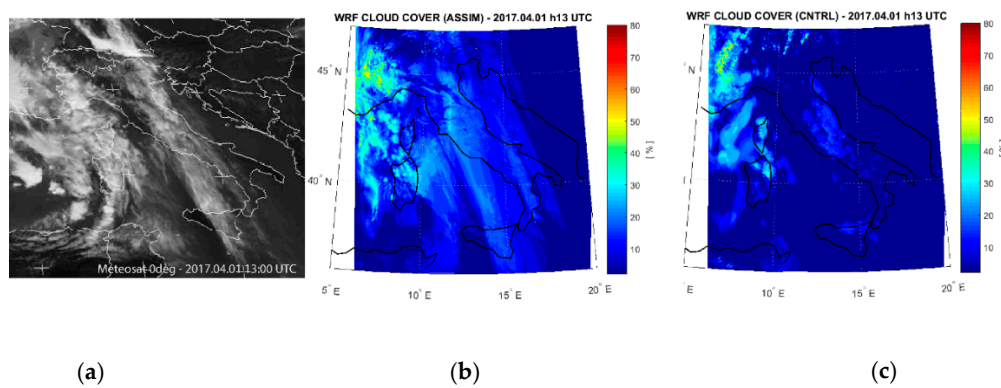 WRF CLOUD COVER (ASSIM) - 2017.04.01 h13 UTC
WRF CLOUD COVER (CNTRL) - 2017.04.01 h13 UTC
Meteosat 0deg - 2017.04.01 13:00 UTC
45° N
40° N
5° E
10° E
15° E
20° E
80
70
60
50
40
30
20
10
[ % ]
° N
° N
° E
10° E
15° E
20° E
80
70
60
50
40
30
20
10
(a)
(b)
(c)